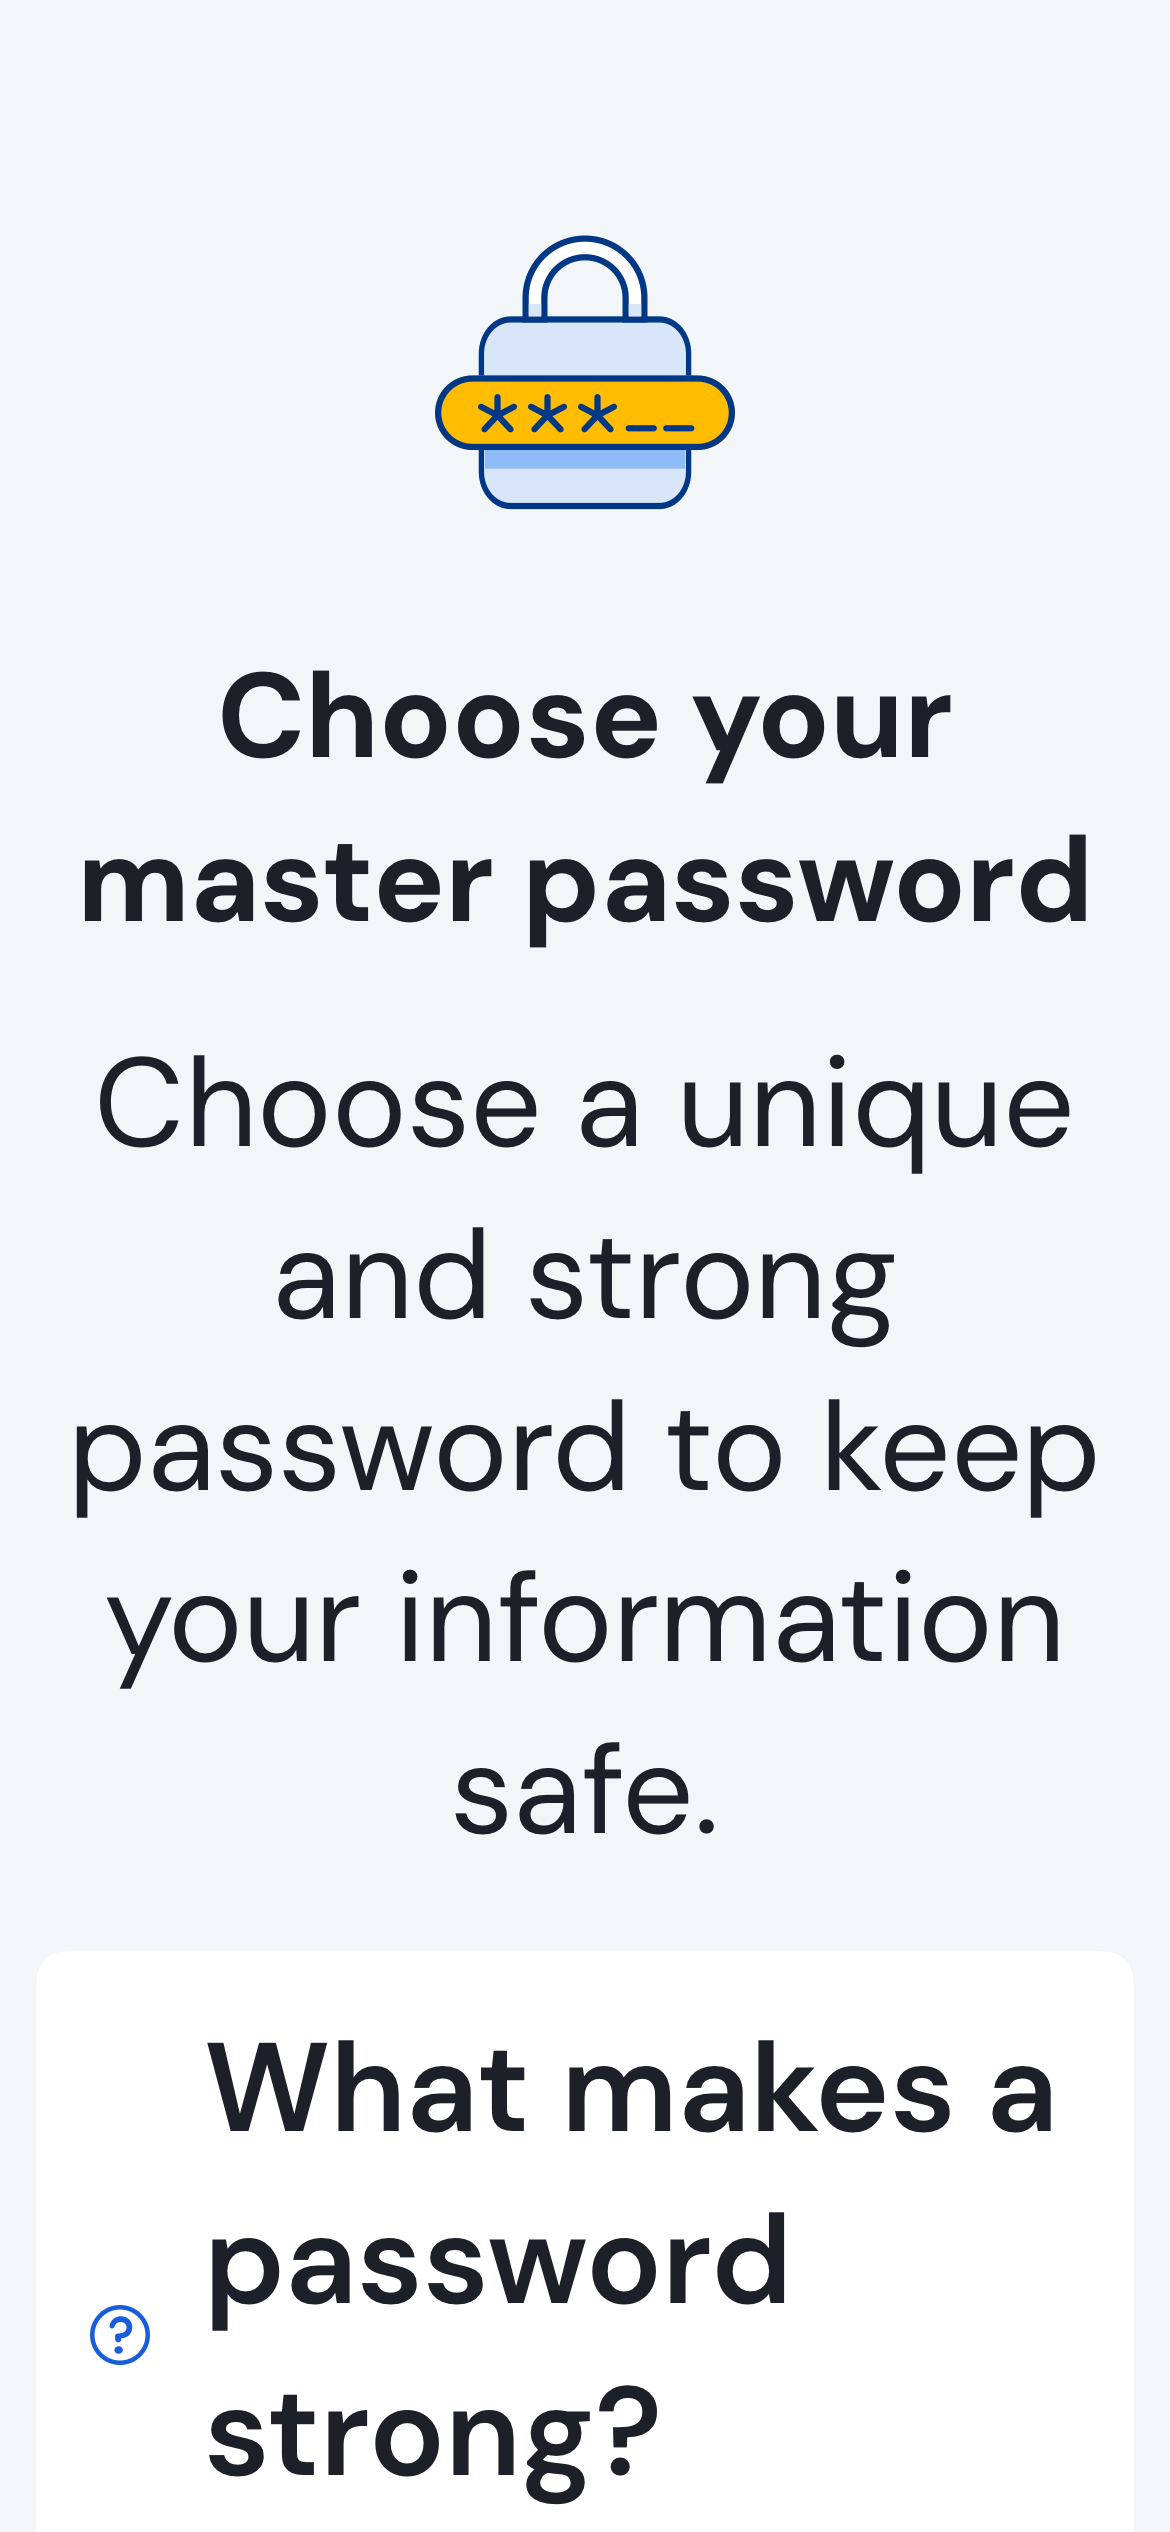 ***__
Choose your
master password
Choose a unique
and strong
password to keep
your information
safe.
What makes a
password
strong?